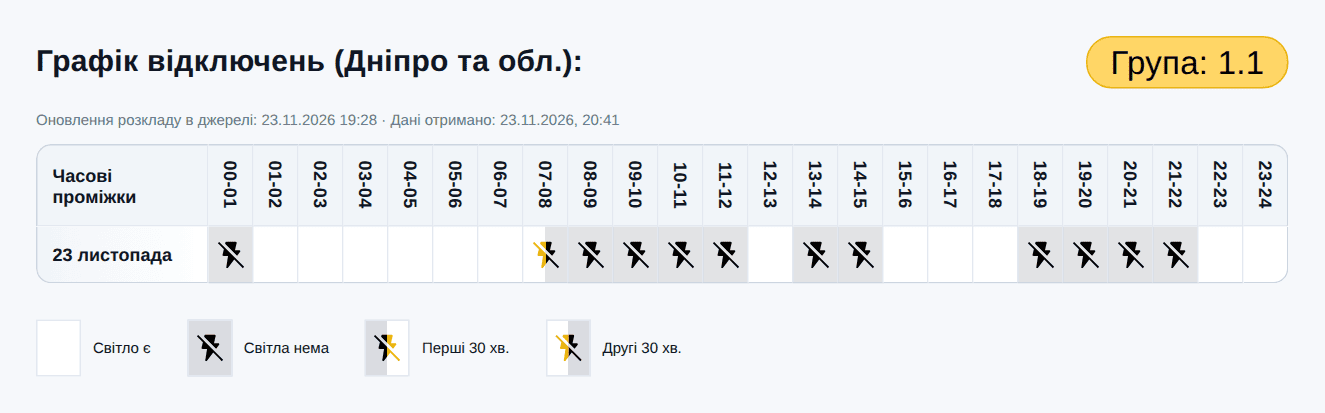 Графік відключень (Дніпро та обл.):
Група: 1.1
Оновлення розкладу в джерелі: 23.11.2026 19:28 · Дані отримано: 23.11.2026, 20:41
Часові
проміжки
00-01
01-02
02-03
03-04
04-05
05-06
06-07
07-08
08-09
09-10
10-11
11-12
12-13
13-14
14-15
15-16
16-17
17-18
18-19
19-20
20-21
21-22
22-23
23-24
23 листопада
Світло є
Світла нема
Перші 30 хв.
Другі 30 хв.